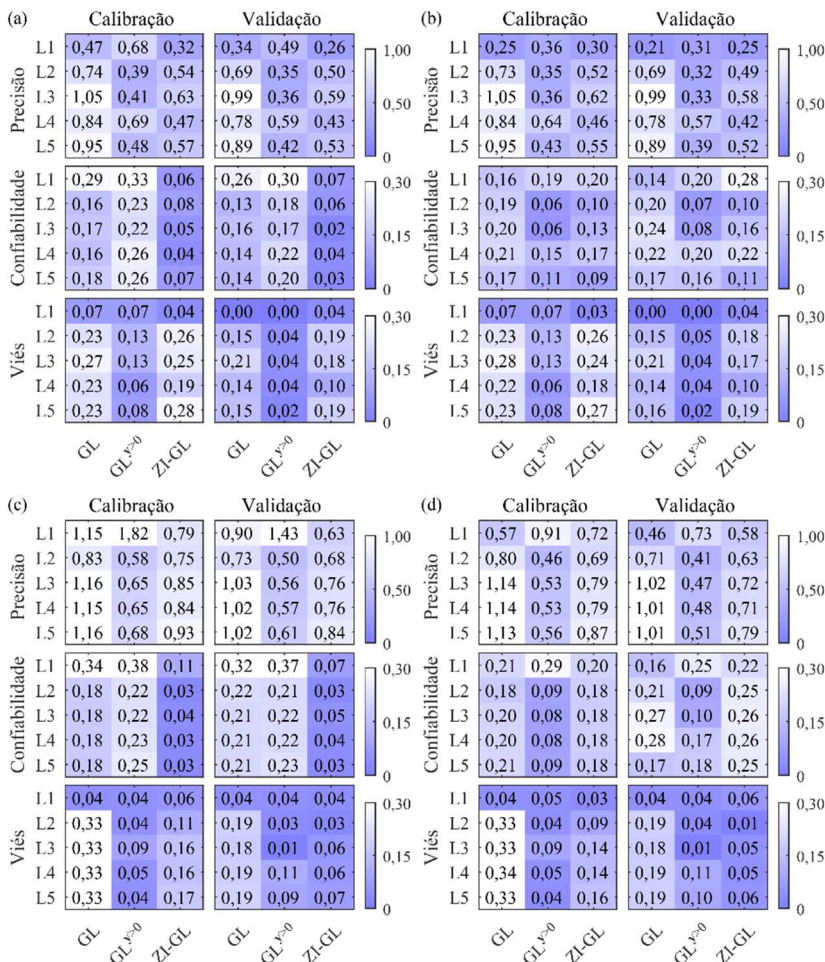 (a) Calibração Validação
Precisão
L1 0,47 0,68 0,32 0,34 0,49 0,26 1,00
L2 0,74 0,39 0,54 0,69 0,35 0,50
L3 1,05 0,41 0,63 0,99 0,36 0,59 0,50
L4 0,84 0,69 0,47 0,78 0,59 0,43
L5 0,95 0,48 0,57 0,89 0,42 0,53 0
Confiabilidade
L1 0,29 0,33 0,06 0,26 0,30 0,07 0,30
L2 0,16 0,23 0,08 0,13 0,18 0,06
L3 0,17 0,22 0,05 0,16 0,17 0,02 0,15
L4 0,16 0,26 0,04 0,14 0,22 0,04
L5 0,18 0,26 0,07 0,14 0,20 0,03 0
Viés
L1 0,07 0,07 0,04 0,00 0,00 0,04 0,30
L2 0,23 0,13 0,26 0,15 0,04 0,19
L3 0,27 0,13 0,25 0,21 0,04 0,18 0,15
L4 0,23 0,06 0,19 0,14 0,04 0,10
L5 0,23 0,08 0,28 0,15 0,02 0,19 0
GL GL^y>0 ZI-GL GL GL^y>0 ZI-GL
(b) Calibração Validação
Precisão
L1 0,25 0,36 0,30 0,21 0,31 0,25 1,00
L2 0,73 0,35 0,52 0,69 0,32 0,49
L3 1,05 0,36 0,62 0,99 0,33 0,58 0,50
L4 0,84 0,64 0,46 0,78 0,57 0,42
L5 0,95 0,43 0,55 0,89 0,39 0,52 0
Confiabilidade
L1 0,16 0,19 0,20 0,14 0,20 0,28 0,30
L2 0,19 0,06 0,10 0,20 0,07 0,10
L3 0,20 0,06 0,13 0,24 0,08 0,16 0,15
L4 0,21 0,15 0,17 0,22 0,20 0,22
L5 0,17 0,11 0,09 0,17 0,16 0,11 0
Viés
L1 0,07 0,07 0,03 0,00 0,00 0,04 0,30
L2 0,23 0,13 0,26 0,15 0,05 0,18
L3 0,28 0,13 0,24 0,21 0,04 0,17 0,15
L4 0,22 0,06 0,18 0,14 0,04 0,10
L5 0,23 0,08 0,27 0,16 0,02 0,19 0
GL GL^y>0 ZI-GL GL GL^y>0 ZI-GL
(c) Calibração Validação
Precisão
L1 1,15 1,82 0,79 0,90 1,43 0,63 1,00
L2 0,83 0,58 0,75 0,73 0,50 0,68
L3 1,16 0,65 0,85 1,03 0,56 0,76 0,50
L4 1,15 0,65 0,84 1,02 0,57 0,76
L5 1,16 0,68 0,93 1,02 0,61 0,84 0
Confiabilidade
L1 0,34 0,38 0,11 0,32 0,37 0,07 0,30
L2 0,18 0,22 0,03 0,22 0,21 0,03
L3 0,18 0,22 0,04 0,21 0,22 0,05 0,15
L4 0,18 0,23 0,03 0,21 0,22 0,04
L5 0,18 0,25 0,03 0,21 0,23 0,03 0
Viés
L1 0,04 0,04 0,06 0,04 0,04 0,04 0,30
L2 0,33 0,04 0,11 0,19 0,03 0,03
L3 0,33 0,09 0,16 0,18 0,01 0,06 0,15
L4 0,33 0,05 0,16 0,19 0,11 0,06
L5 0,33 0,04 0,17 0,19 0,09 0,07 0
GL GL^y>0 ZI-GL GL GL^y>0 ZI-GL
(d) Calibração Validação
Precisão
L1 0,57 0,91 0,72 0,46 0,73 0,58 1,00
L2 0,80 0,46 0,69 0,71 0,41 0,63
L3 1,14 0,53 0,79 1,02 0,47 0,72 0,50
L4 1,14 0,53 0,79 1,01 0,48 0,71
L5 1,13 0,56 0,87 1,01 0,51 0,79 0
Confiabilidade
L1 0,21 0,29 0,20 0,16 0,25 0,22 0,30
L2 0,18 0,09 0,18 0,21 0,09 0,25
L3 0,20 0,08 0,18 0,27 0,10 0,26 0,15
L4 0,20 0,08 0,18 0,28 0,17 0,26
L5 0,21 0,09 0,18 0,17 0,18 0,25 0
Viés
L1 0,04 0,05 0,03 0,04 0,04 0,06 0,30
L2 0,33 0,04 0,09 0,19 0,04 0,01
L3 0,33 0,09 0,14 0,18 0,01 0,05 0,15
L4 0,34 0,05 0,14 0,19 0,11 0,05
L5 0,33 0,04 0,16 0,19 0,10 0,06 0
GL GL^y>0 ZI-GL GL GL^y>0 ZI-GL